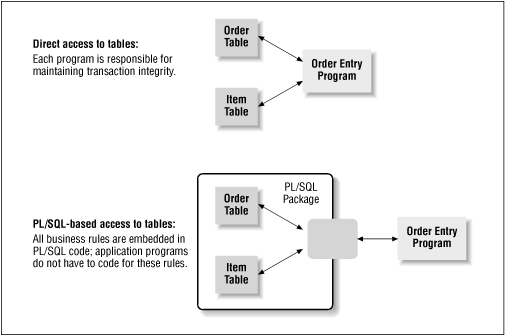 Direct access to tables:
Each program is responsible for
maintaining transaction integrity.
Order
Table
Item
Table
Order Entry
Program
PL/SQL-based access to tables:
All business rules are embedded in
PL/SQL code; application programs
do not have to code for these rules.
PL/SQL
Package
Order
Table
Item
Table
Order Entry
Program